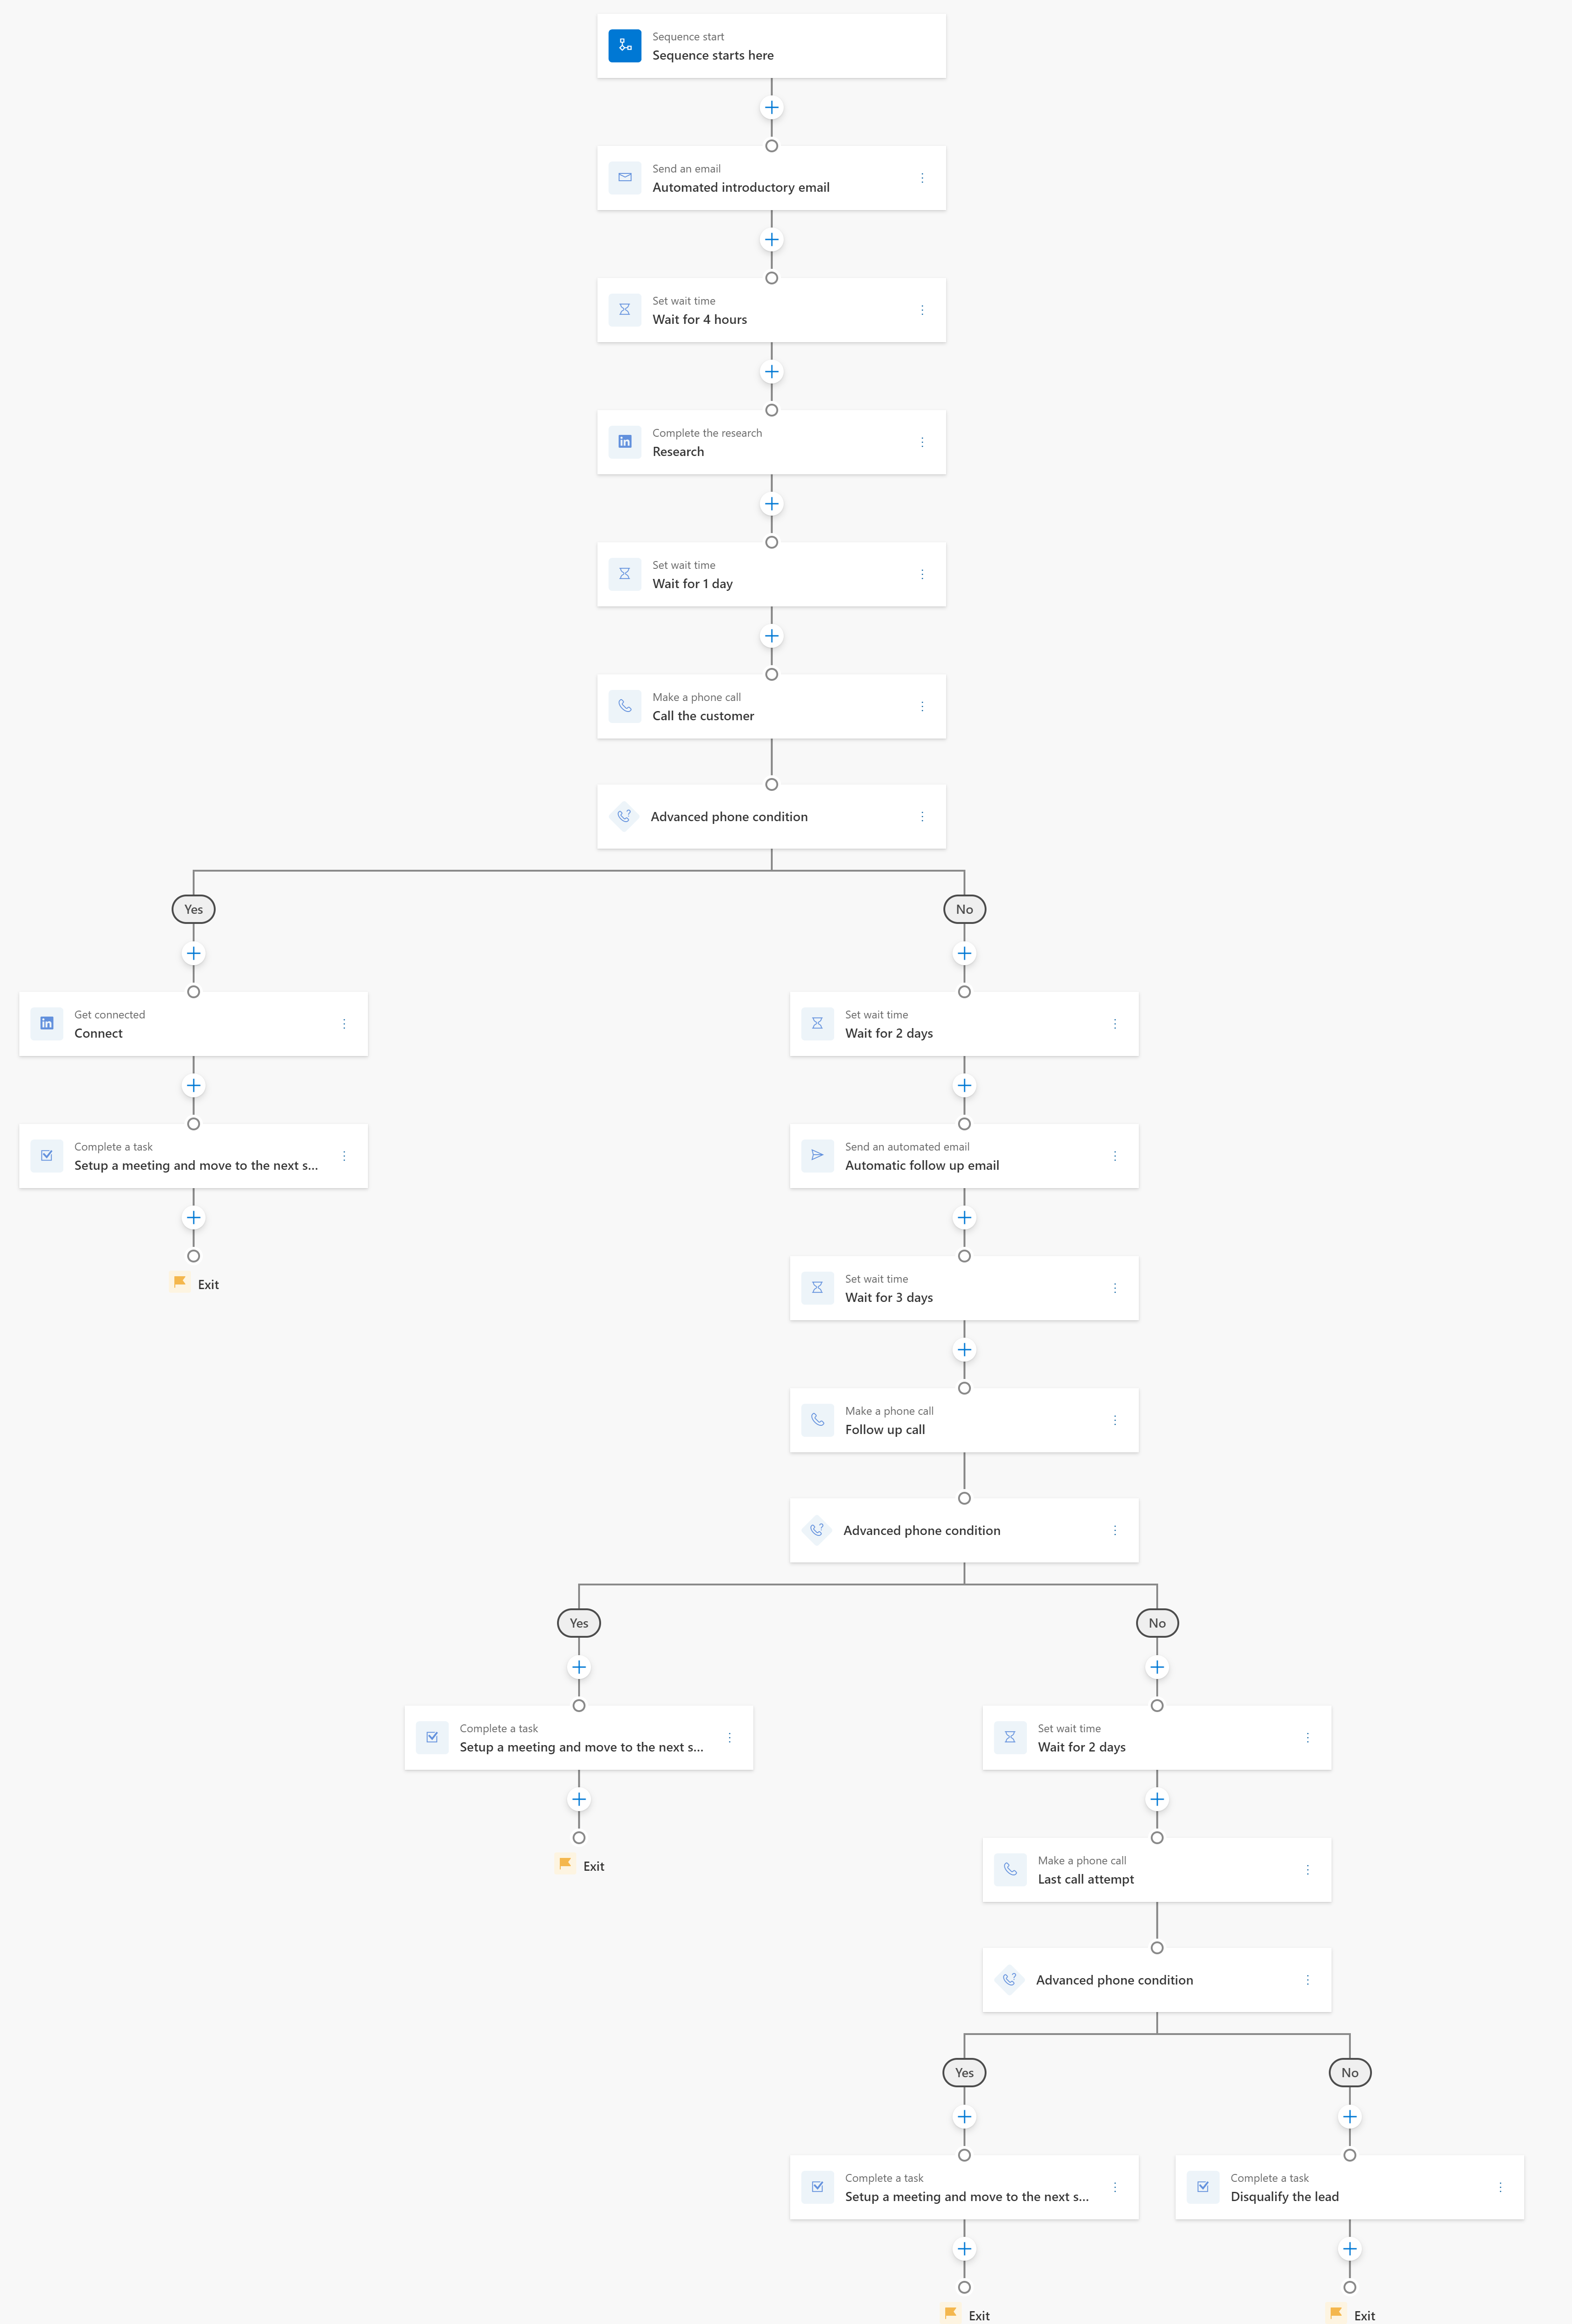 Sequence start
Sequence starts here
Send an email
Automated introductory email
Set wait time
Wait for 4 hours
Complete the research
in
Research
Set wait time
Wait for 1 day
Make a phone call
Call the customer
Advanced phone condition
Yes
No
Get connected
in
Connect
Set wait time
Wait for 2 days
Complete a task
Setup a meeting and move to the next s...
Send an automated email
Automatic follow up email
Exit
Set wait time
Wait for 3 days
Make a phone call
Follow up call
Advanced phone condition
Yes
No
Complete a task
Setup a meeting and move to the next s...
Set wait time
Wait for 2 days
Exit
Make a phone call
Last call attempt
Advanced phone condition
Yes
No
Complete a task
Setup a meeting and move to the next s...
Complete a task
Disqualify the lead
Exit
Exit